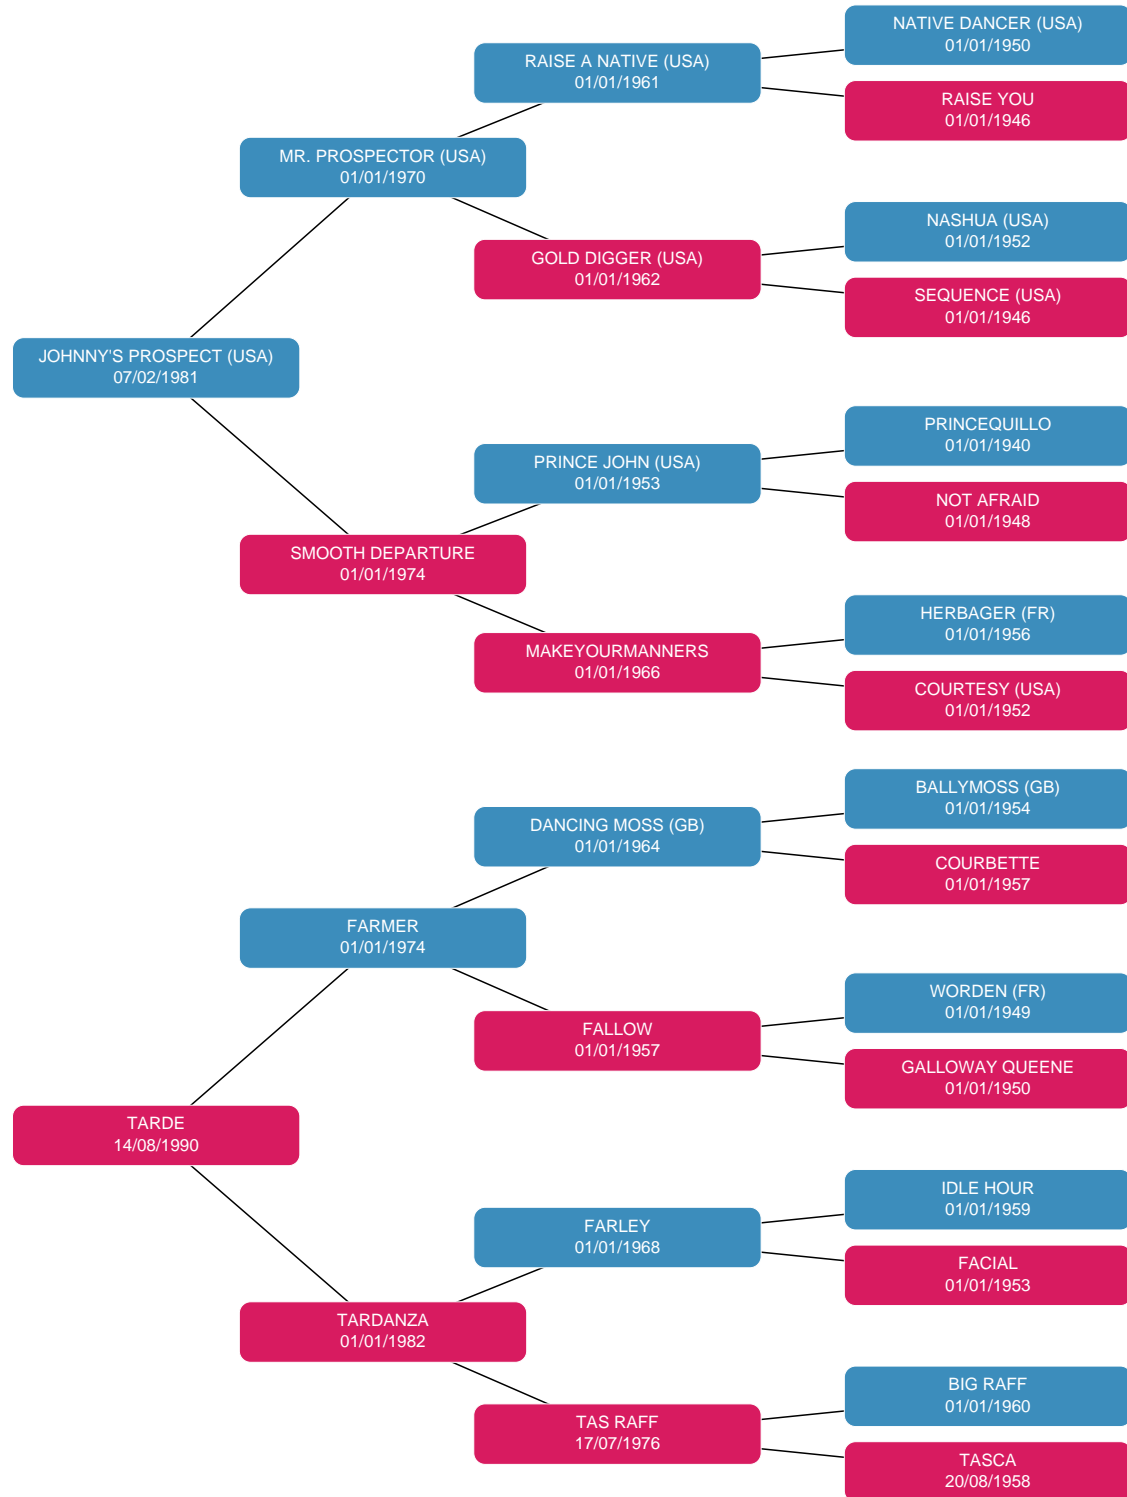 NATIVE DANCER (USA)
01/01/1950
RAISE A NATIVE (USA)
01/01/1961
RAISE YOU
01/01/1946
MR. PROSPECTOR (USA)
01/01/1970
NASHUA (USA)
01/01/1952
GOLD DIGGER (USA)
01/01/1962
SEQUENCE (USA)
01/01/1946
JOHNNY'S PROSPECT (USA)
07/02/1981
PRINCEQUILLO
01/01/1940
PRINCE JOHN (USA)
01/01/1953
NOT AFRAID
01/01/1948
SMOOTH DEPARTURE
01/01/1974
HERBAGER (FR)
01/01/1956
MAKEYOURMANNERS
01/01/1966
COURTESY (USA)
01/01/1952
BALLYMOSS (GB)
01/01/1954
DANCING MOSS (GB)
01/01/1964
COURBETTE
01/01/1957
FARMER
01/01/1974
WORDEN (FR)
01/01/1949
FALLOW
01/01/1957
GALLOWAY QUEENE
01/01/1950
TARDE
14/08/1990
IDLE HOUR
01/01/1959
FARLEY
01/01/1968
FACIAL
01/01/1953
TARDANZA
01/01/1982
BIG RAFF
01/01/1960
TAS RAFF
17/07/1976
TASCA
20/08/1958